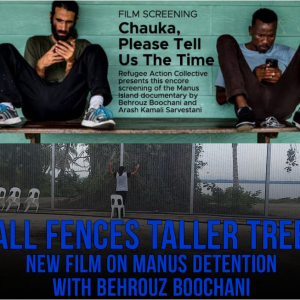 FILM SCREENING
Chauka,
Please Tell
Us The Time
Refugee Action Collective
presents this encore
screening of the Manus
Island documentary by
Behrouz Boochani and
Arash Kamali Sarvestani
ALL FENCES TALLER TREE
NEW FILM ON MANUS DETENTION
WITH BEHROUZ BOOCHANI